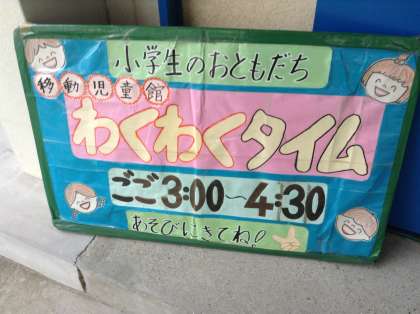 小学生のおともだち
移動児童館
わくわくタイム
ごご3:00~4:30
あそびにきてね!